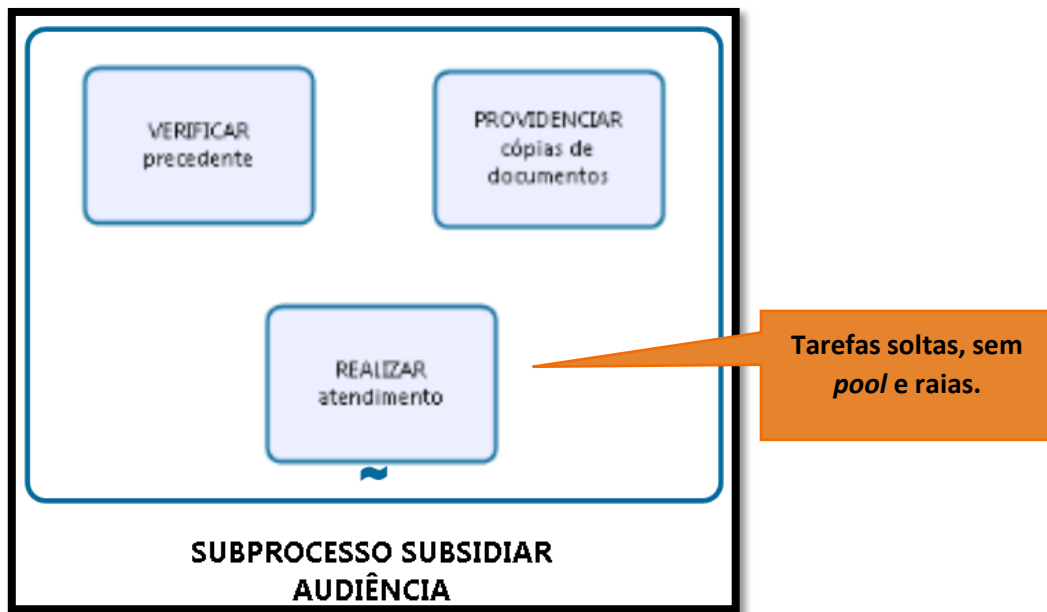 VERIFICAR
precedente
PROVIDENCIAR
cópias de
documentos
REALIZAR
atendimento
Tarefas soltas, sem
pool e raias.
SUBPROCESSO SUBSIDIAR
AUDIÊNCIA